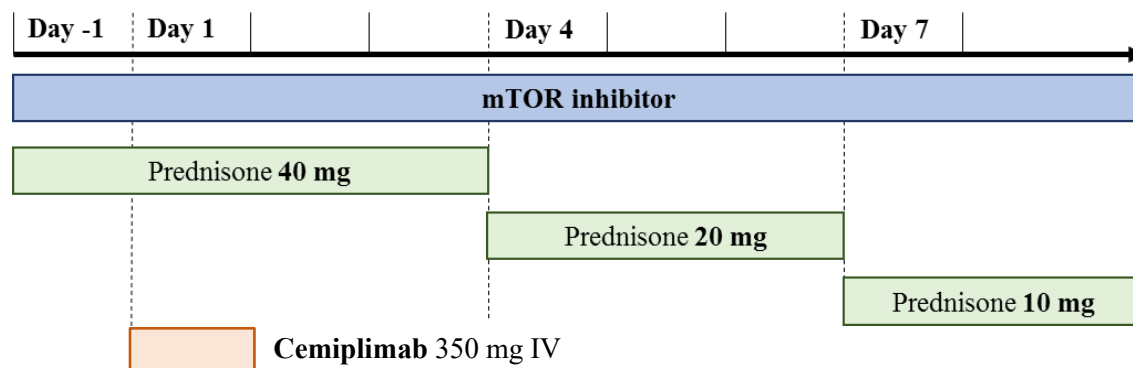 Day -1 Day 1 Day 4 Day 7
mTOR inhibitor
Prednisone 40 mg
Prednisone 20 mg
Prednisone 10 mg
Cemiplimab 350 mg IV